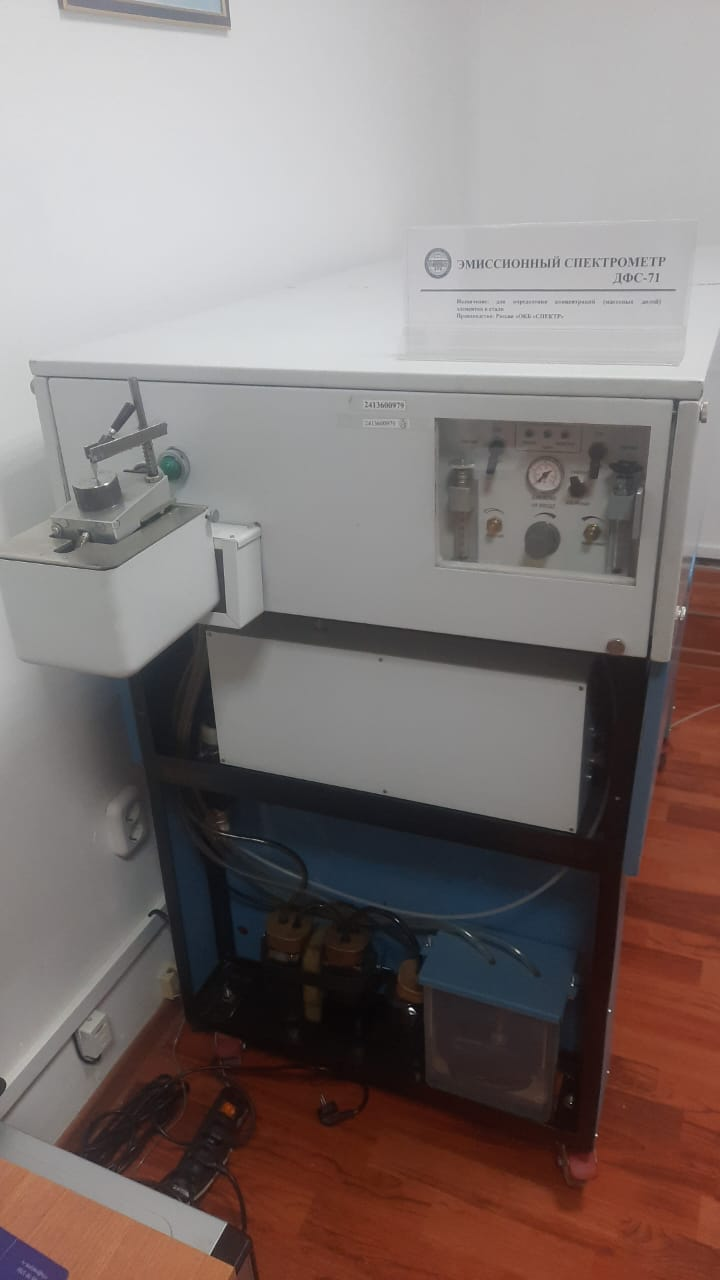 ЭМИССИОННЫЙ СПЕКТРОМЕТР
ДФС-71
Назначение: для определения концентраций (массовых долей)
элементов в стали
Производство: Россия «ОКБ «СПЕКТР»
2413600979
2413600979